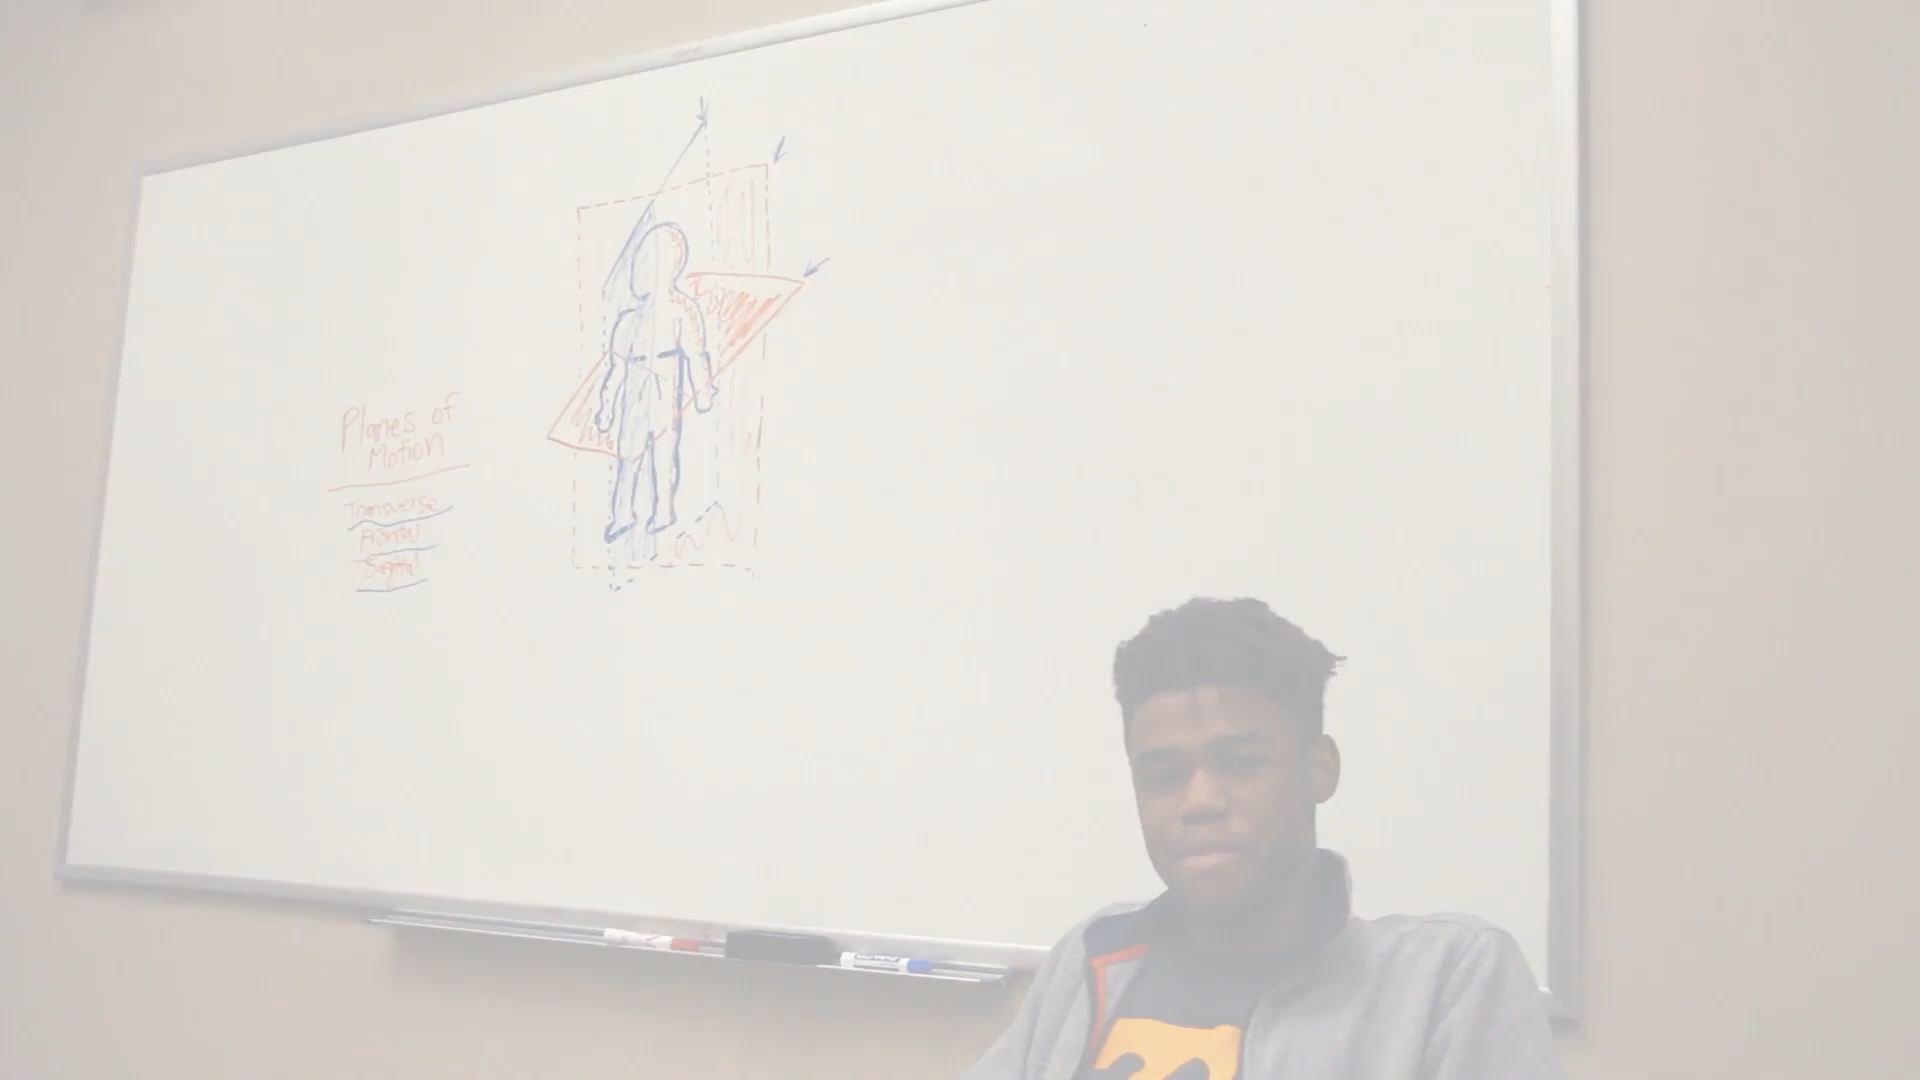 Planes of
Motion
Transverse
Frontal
Sagittal